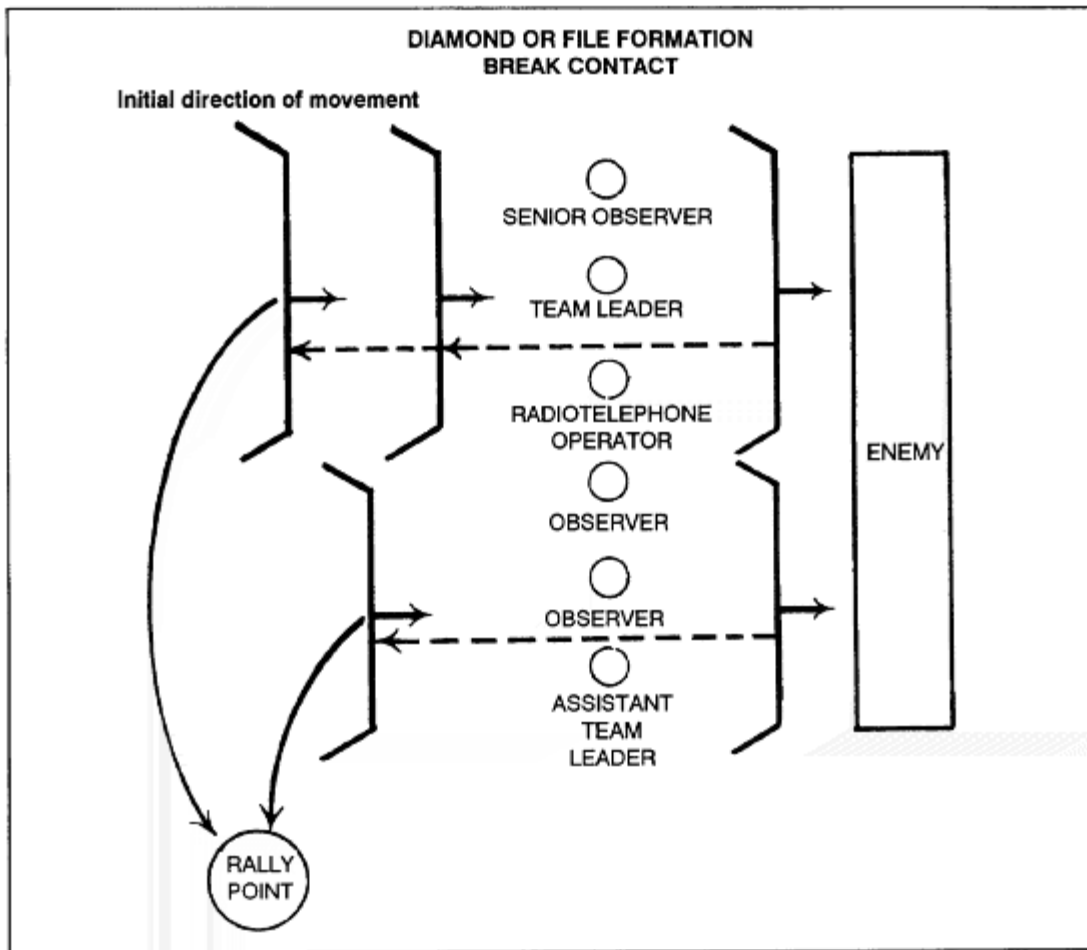 DIAMOND OR FILE FORMATION
BREAK CONTACT
Initial direction of movement
SENIOR OBSERVER
TEAM LEADER
RADIOTELEPHONE
OPERATOR
ENEMY
OBSERVER
OBSERVER
ASSISTANT
TEAM
LEADER
RALLY
POINT